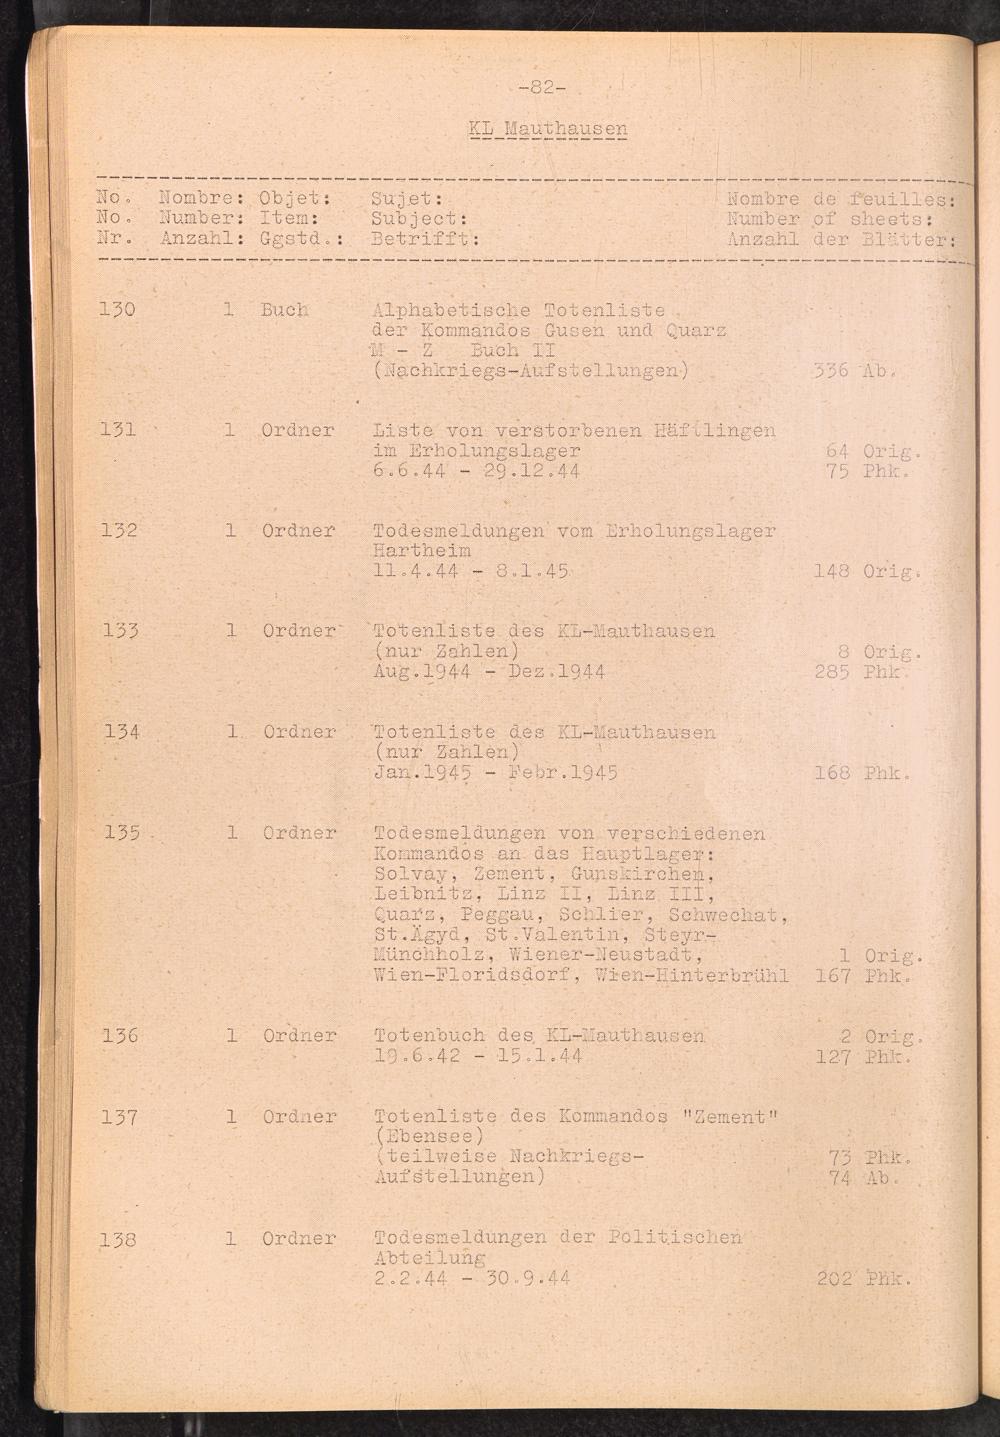 -82-
KL Mauthausen
No. Nombre: Objet: Sujet: Nombre de feuilles:
No. Number: Item: Subject: Number of sheets:
Nr. Anzahl: Ggstd.: Betrifft: Anzahl der Blätter:
130 1 Buch Alphabetische Totenliste
der Kommandos Gusen und Quarz
M - Z Buch II
(Nachkriegs-Aufstellungen) 336 Ab.
131 1 Ordner Liste von verstorbenen Häftlingen
im Erholungslager 64 Orig.
6.6.44 - 29.12.44 75 Phk.
132 1 Ordner Todesmeldungen vom Erholungslager
Hartheim
11.4.44 - 8.1.45 148 Orig.
133 1 Ordner Totenliste des KL-Mauthausen
(nur Zahlen) 8 Orig.
Aug.1944 - Dez.1944 285 Phk.
134 1 Ordner Totenliste des KL-Mauthausen
(nur Zahlen)
Jan.1945 - Febr.1945 168 Phk.
135 1 Ordner Todesmeldungen von verschiedenen
Kommandos an das Hauptlager:
Solvay, Zement, Gunskirchen,
Leibnitz, Linz II, Linz III,
Quarz, Peggau, Schlier, Schwechat,
St.Ägyd, St.Valentin, Steyr-
Münchholz, Wiener-Neustadt, 1 Orig.
Wien-Floridsdorf, Wien-Hinterbrühl 167 Phk.
136 1 Ordner Totenbuch des KL-Mauthausen 2 Orig.
19.6.42 - 15.1.44 127 Phk.
137 1 Ordner Totenliste des Kommandos "Zement"
(Ebensee)
(teilweise Nachkriegs- 73 Phk.
Aufstellungen) 74 Ab.
138 1 Ordner Todesmeldungen der Politischen
Abteilung
2.2.44 - 30.9.44 202 Phk.